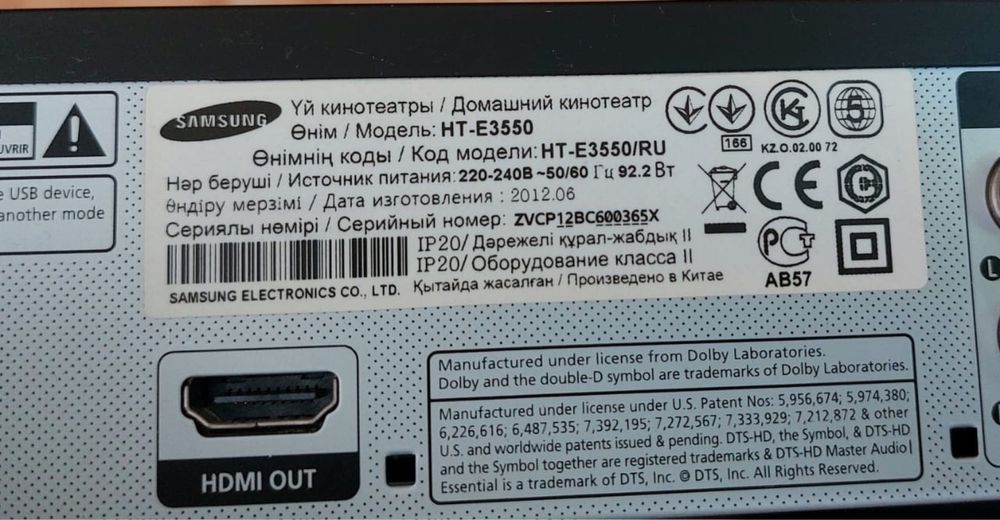 UVRIR
e USB device,
another mode
SAMSUNG
Үй кинотеатры / Домашний кинотеатр
Өнім / Модель: HT-E3550
Өнімнің коды / Код модели: HT-E3550/RU
Нәр беруші / Источник питания: 220-240В ~50/60 Гц 92.2 Вт
Өндіру мерзімі / Дата изготовления : 2012.06
Сериялы нөмірі / Серийный номер: ZVCP12BC600365X
IP20/ Дәрежелі құрал-жабдық II
IP20/ Оборудование класса II
SAMSUNG ELECTRONICS CO., LTD. Қытайда жасалған / Произведено в Китае
166
KZ.O.02.00 72
5
CE
АВ57
HDMI OUT
Manufactured under license from Dolby Laboratories.
Dolby and the double-D symbol are trademarks of Dolby Laboratories.
Manufactured under license under U.S. Patent Nos: 5,956,674; 5,974,380;
6,226,616; 6,487,535; 7,392,195; 7,272,567; 7,333,929; 7,212,872 & other
U.S. and worldwide patents issued & pending. DTS-HD, the Symbol, & DTS-HD
and the Symbol together are registered trademarks & DTS-HD Master Audio
Essential is a trademark of DTS, Inc. © DTS, Inc. All Rights Reserved.
L